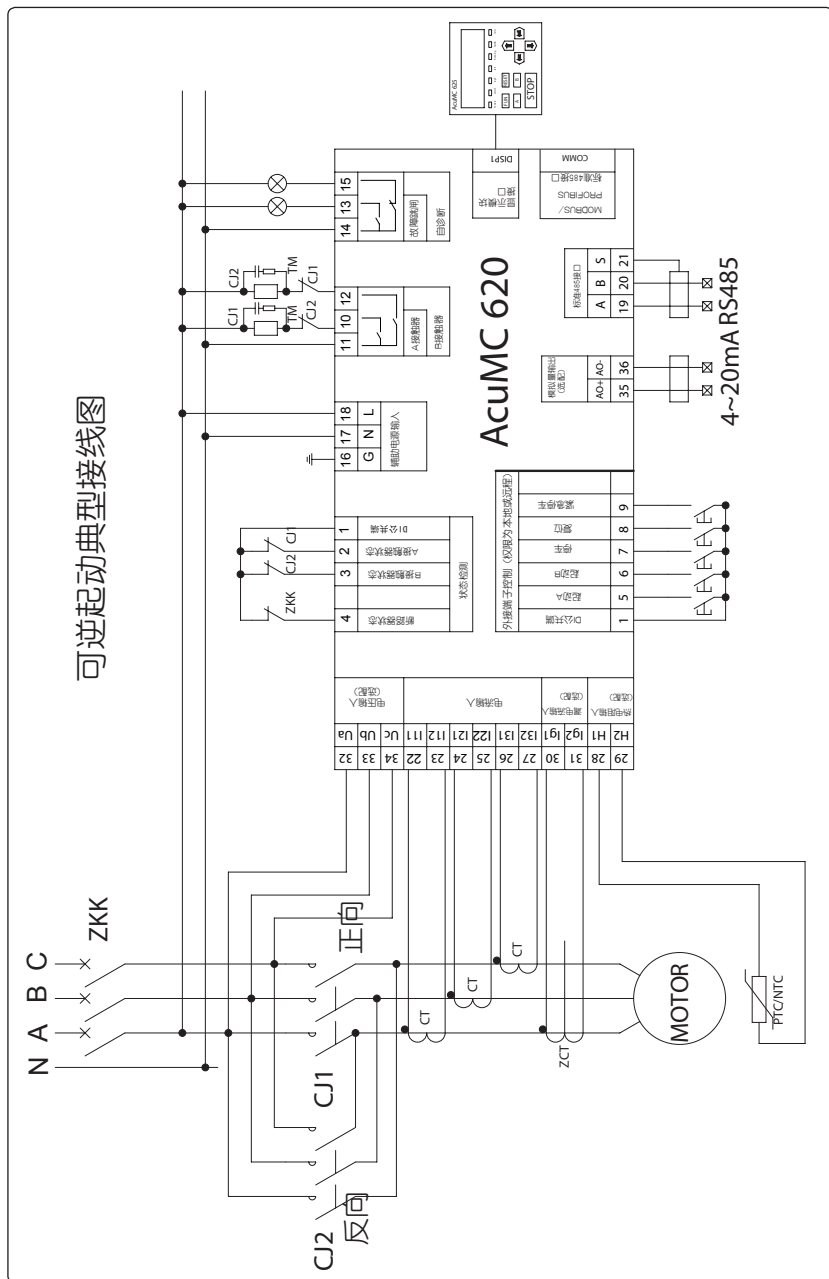 可逆起动典型接线图
N
A
B
C
ZKK
CJ1
正向
CJ2
反向
CT
CT
CT
ZCT
MOTOR
PTC/NTC
32 Ua
33 Ub
34 Uc
电压输入
(选配)
22 I11
23 I12
24 I21
25 I22
26 I31
27 I32
电流输入
30 Ig1
31 Ig2
漏电流输入
(选配)
28 H1
29 H2
热电阻输入
(选配)
ZKK
CJ2
CJ1
4 3 2 1
断路器状态
B接触器状态
A接触器状态
DI公共端
状态检测
16 17 18
G N L
辅助电源输入
CJ1
TM
CJ2
CJ2
TM
CJ1
11 10 12
A接触器
B接触器
14 13 15
故障跳闸
自诊断
AcuMC 620
外接端子控制（权限为本地或远程）
DI公共端
起动A
起动B
停车
复位
紧急停车
1 5 6 7 8 9
模拟量输出
(选配)
AO+ AO-
35 36
4~20mA
标准485接口
A B S
19 20 21
RS485
显示模块
接口
DISP1
MODBUS/
PROFIBUS
标准485接口
COMM
AcuMC 625
FUN
RESET
A
B
STOP